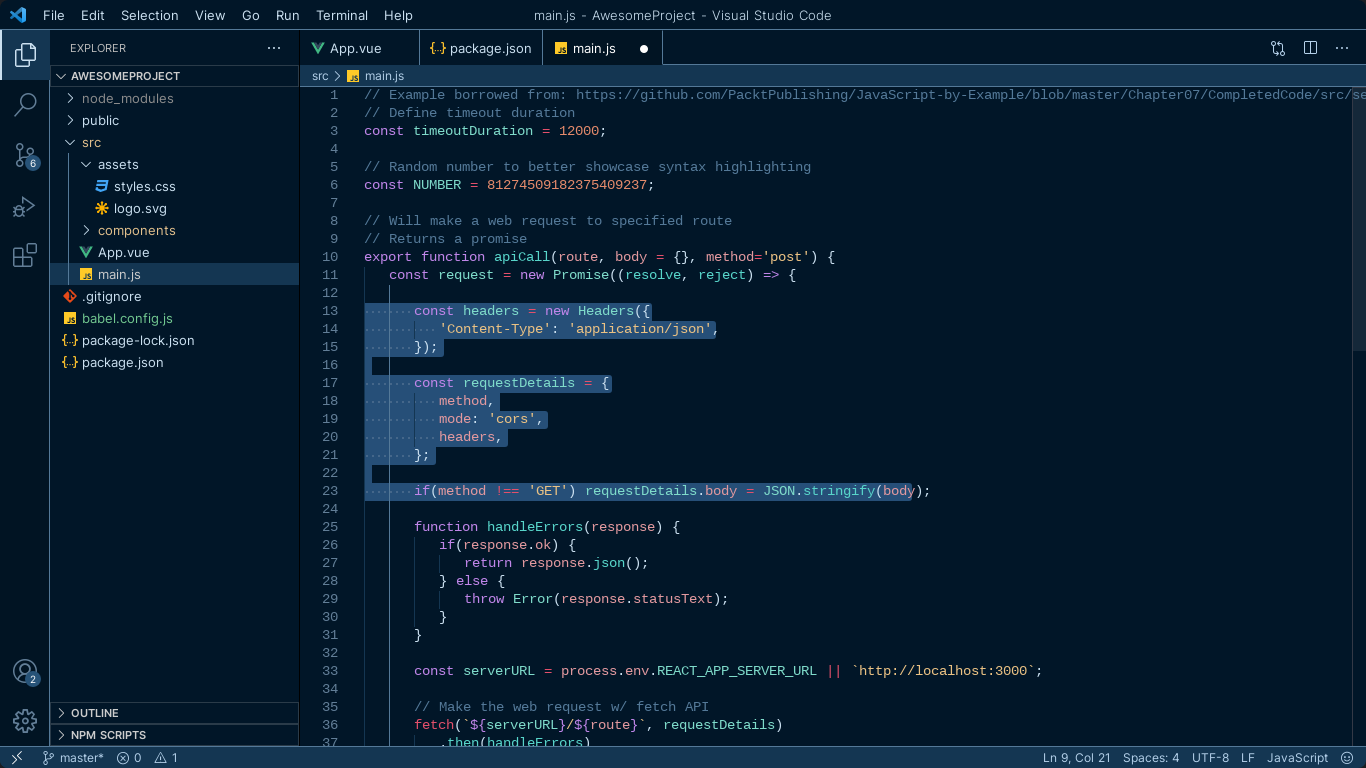 File Edit Selection View Go Run Terminal Help
main.js - AwesomeProject - Visual Studio Code
EXPLORER
AWESOMEPROJECT
node_modules
public
src
assets
styles.css
logo.svg
components
App.vue
main.js
.gitignore
babel.config.js
package-lock.json
package.json
OUTLINE
NPM SCRIPTS
6
2
App.vue package.json main.js
src main.js
1 // Example borrowed from: https://github.com/PacktPublishing/JavaScript-by-Example/blob/master/Chapter07/CompletedCode/src/se
2 // Define timeout duration
3 const timeoutDuration = 12000;
4
5 // Random number to better showcase syntax highlighting
6 const NUMBER = 81274509182375409237;
7
8 // Will make a web request to specified route
9 // Returns a promise
10 export function apiCall(route, body = {}, method='post') {
11 const request = new Promise((resolve, reject) => {
12
13 const headers = new Headers({
14 'Content-Type': 'application/json',
15 });
16
17 const requestDetails = {
18 method,
19 mode: 'cors',
20 headers,
21 };
22
23 if(method !== 'GET') requestDetails.body = JSON.stringify(body);
24
25 function handleErrors(response) {
26 if(response.ok) {
27 return response.json();
28 } else {
29 throw Error(response.statusText);
30 }
31 }
32
33 const serverURL = process.env.REACT_APP_SERVER_URL || `http://localhost:3000`;
34
35 // Make the web request w/ fetch API
36 fetch(`${serverURL}/${route}`, requestDetails)
37 .then(handleErrors)
master* 0 1
Ln 9, Col 21 Spaces: 4 UTF-8 LF JavaScript